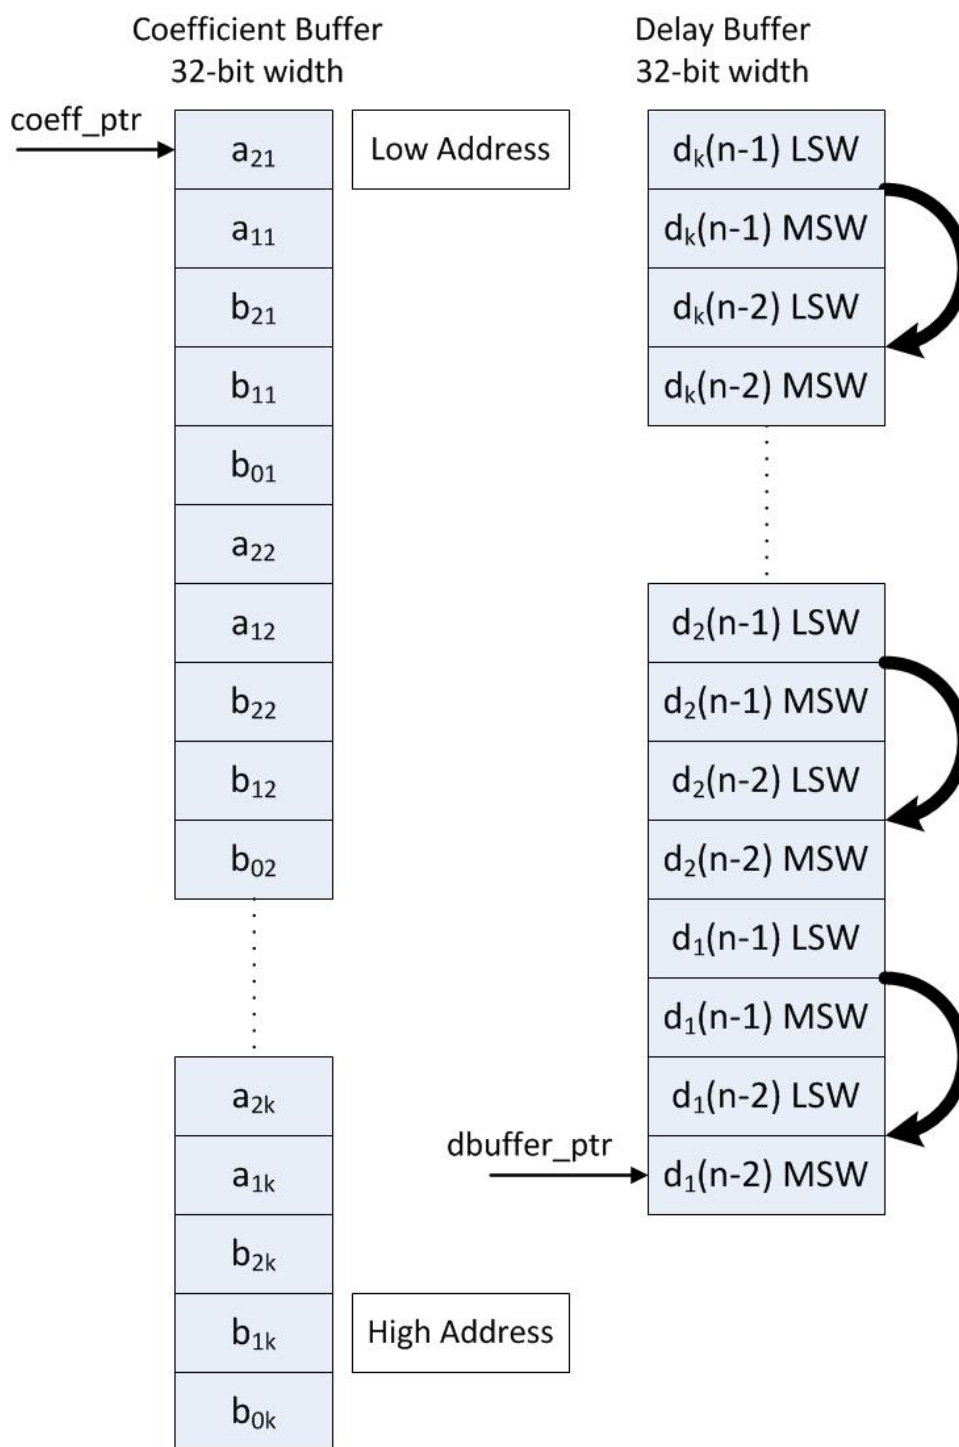 Coefficient Buffer
32-bit width
coeff_ptr
a₂₁
Low Address
a₁₁
b₂₁
b₁₁
b₀₁
a₂₂
a₁₂
b₂₂
b₁₂
b₀₂
a₂ₖ
a₁ₖ
b₂ₖ
b₁ₖ
High Address
b₀ₖ
Delay Buffer
32-bit width
dₖ(n-1) LSW
dₖ(n-1) MSW
dₖ(n-2) LSW
dₖ(n-2) MSW
d₂(n-1) LSW
d₂(n-1) MSW
d₂(n-2) LSW
d₂(n-2) MSW
d₁(n-1) LSW
d₁(n-1) MSW
d₁(n-2) LSW
dbuffer_ptr
d₁(n-2) MSW